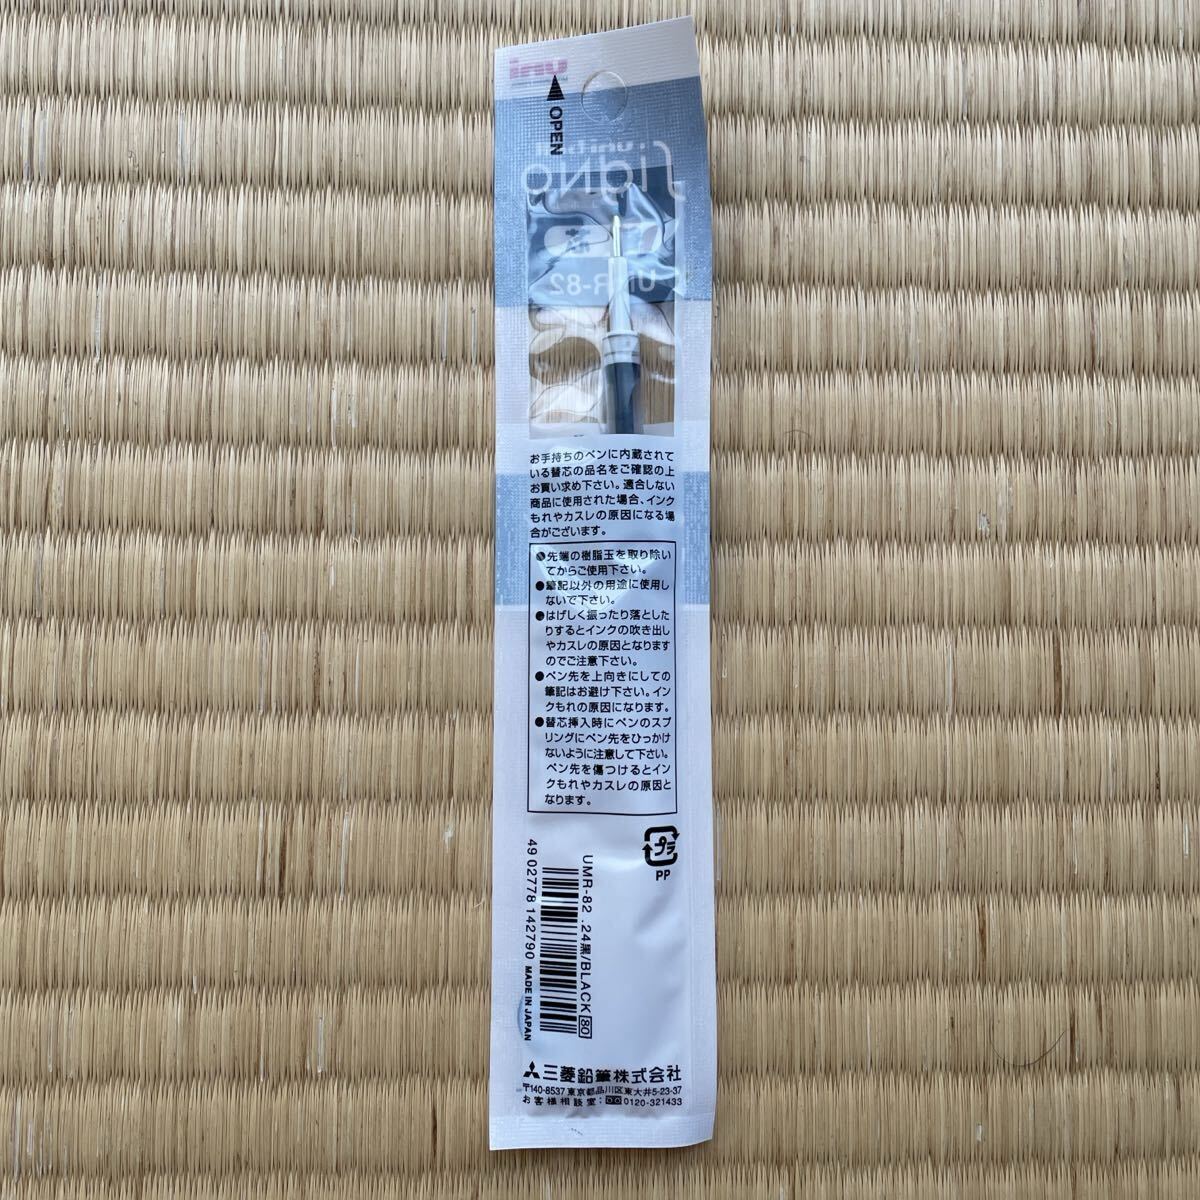 uni
OPEN
uni-ball
signo
UMR-82
お手持ちのペンに内蔵されて
いる替芯の品名をご確認の上
お買い求め下さい。適合しない
商品に使用された場合、インク
もれやカスレの原因になる場
合がございます。
●先端の樹脂玉を取り除い
てからご使用下さい。
●筆記以外の用途に使用し
ないで下さい。
●はげしく振ったり落とした
りするとインクの吹き出し
やカスレの原因となります
のでご注意下さい。
●ペン先を上向きにしての
筆記はお避け下さい。イン
クもれの原因になります。
●替芯挿入時にペンのスプ
リングにペン先をひっかけ
ないように注意して下さい。
ペン先を傷つけるとイン
クもれやカスレの原因と
なります。
プラ
PP
UMR-82 .24黒/BLACK 80
4902778 142790 MADE IN JAPAN
三菱鉛筆株式会社
〒140-8537 東京都品川区東大井5-23-37
お客様相談室:0120-321433